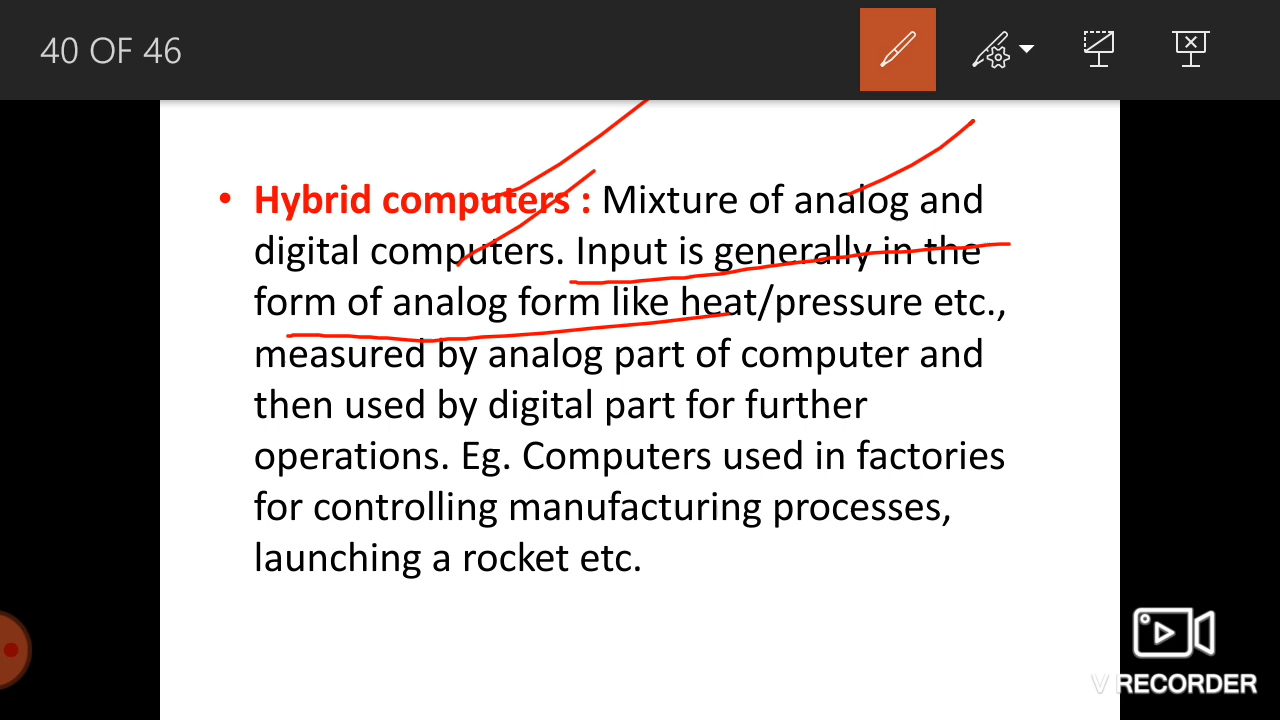 40 OF 46
• Hybrid computers : Mixture of analog and
digital computers. Input is generally in the
form of analog form like heat/pressure etc.,
measured by analog part of computer and
then used by digital part for further
operations. Eg. Computers used in factories
for controlling manufacturing processes,
launching a rocket etc.
V RECORDER